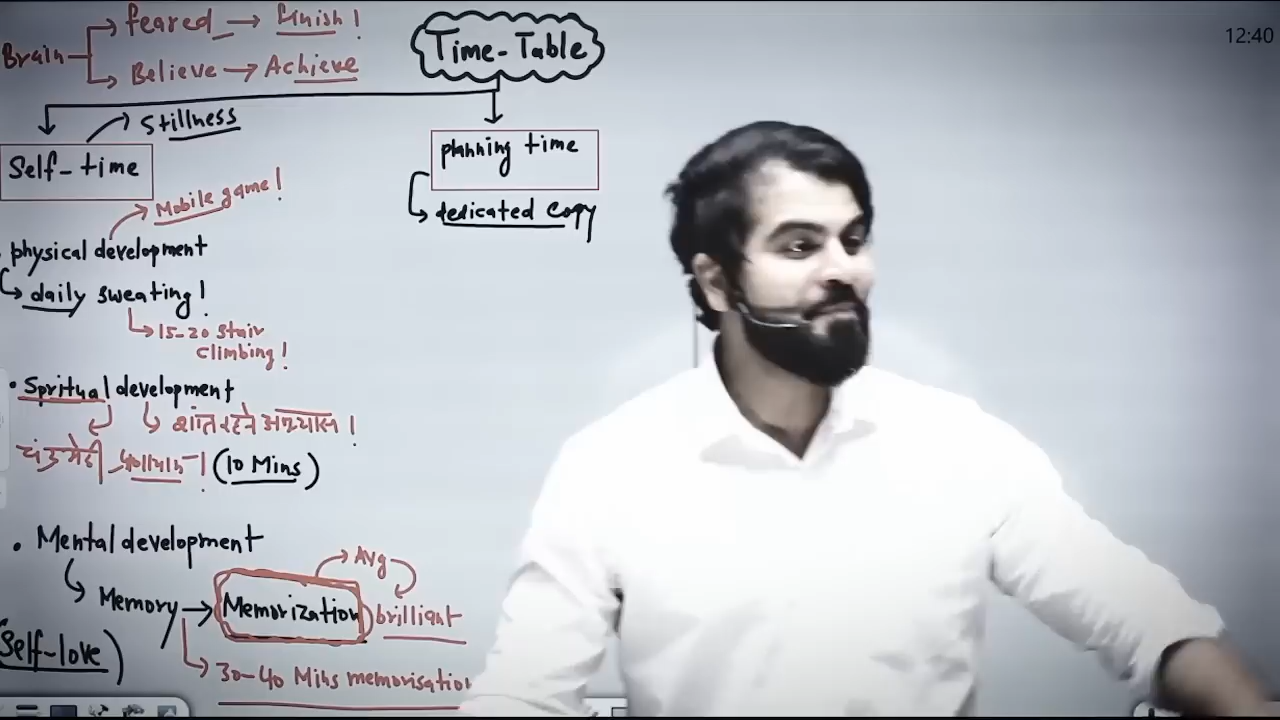 Brain
feared → finish!
Believe → Achieve
Time-Table
12:40
Stillness
Self-time
planning time
dedicated copy
Mobile game!
physical development
daily sweating!
15-20 stair
climbing!
• Spritual development
शांत रहने अभ्यास!
(10 Mins)
• Mental development
Avg
Memory → Memorization brilliant
Self-love)
30-40 Mins memorisation